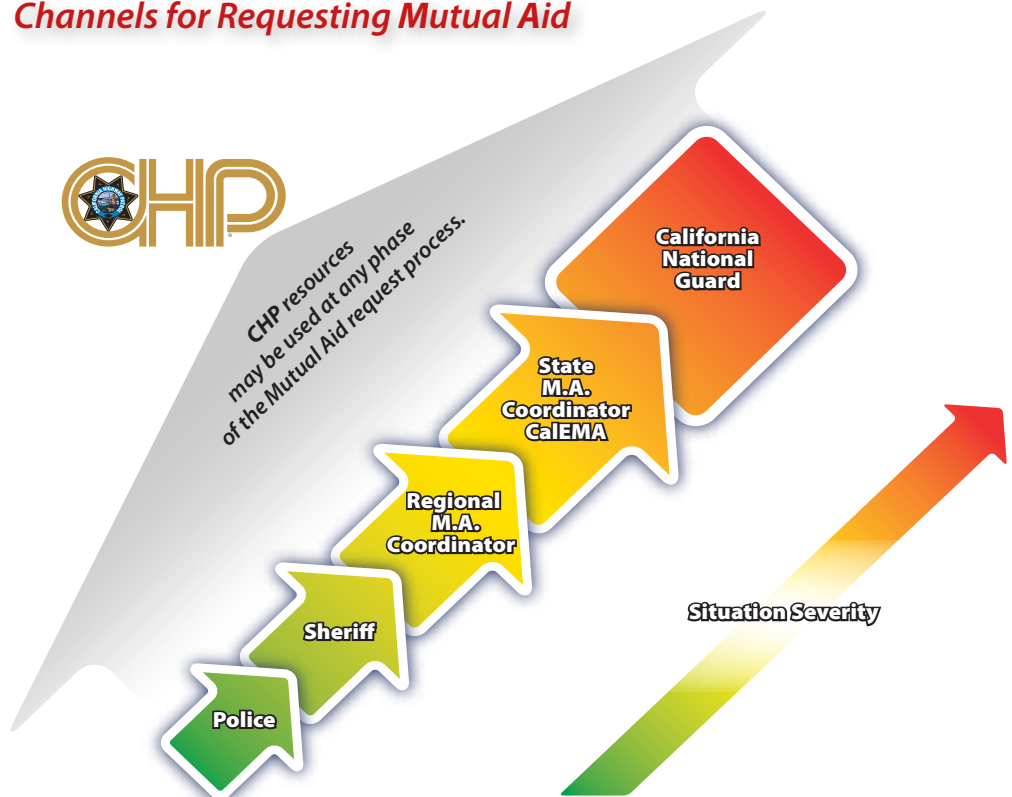 Channels for Requesting Mutual Aid
CHP
CHP resources
may be used at any phase
of the Mutual Aid request process.
California
National
Guard
State
M.A.
Coordinator
CalEMA
Regional
M.A.
Coordinator
Sheriff
Police
Situation Severity